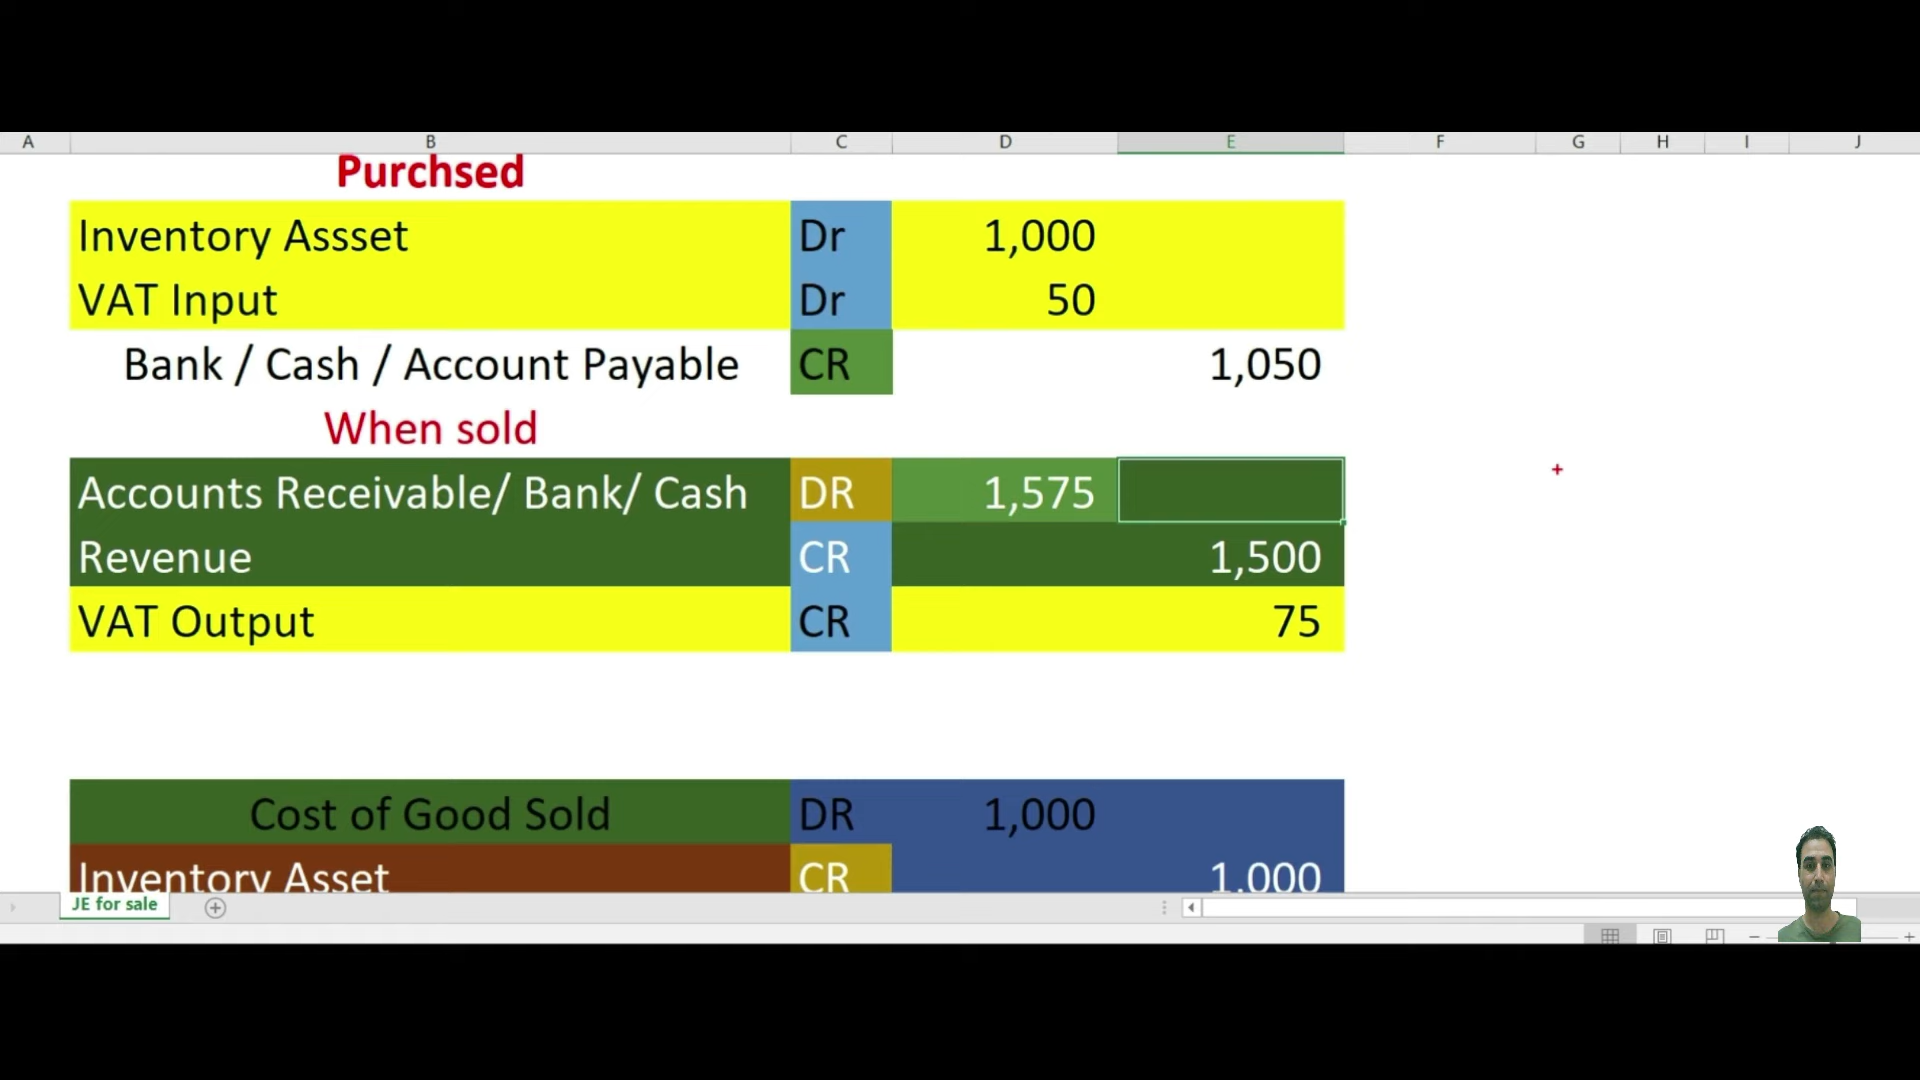 A B C D E F G H I J
Purchsed
Inventory Assset Dr 1,000
VAT Input Dr 50
Bank / Cash / Account Payable CR 1,050
When sold
Accounts Receivable/ Bank/ Cash DR 1,575
Revenue CR 1,500
VAT Output CR 75
Cost of Good Sold DR 1,000
Inventory Asset CR 1,000
JE for sale